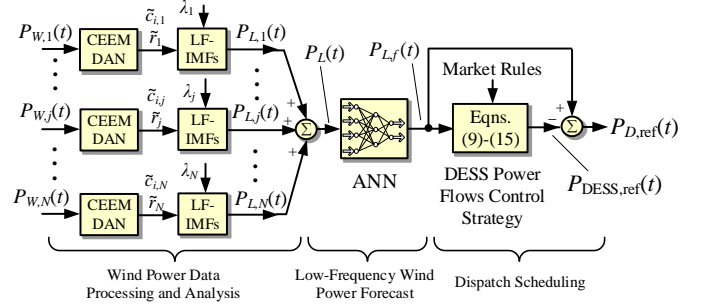 λ₁
P_{W,1}(t)
CEEM
DAN
c̃_{i,1}
r̃₁
LF-
IMFs
P_{L,1}(t)
λ_j
P_{W,j}(t)
CEEM
DAN
c̃_{i,j}
r̃_j
LF-
IMFs
P_{L,j}(t)
λ_N
P_{W,N}(t)
CEEM
DAN
c̃_{i,N}
r̃_N
LF-
IMFs
P_{L,N}(t)
+
+
+
Σ
P_L(t)
ANN
P_{L,f}(t)
Market Rules
Eqns.
(9)-(15)
DESS Power
Flows Control
Strategy
+
−
Σ
P_{D,ref}(t)
P_{DESS,ref}(t)
Wind Power Data
Processing and Analysis
Low-Frequency Wind
Power Forecast
Dispatch Scheduling